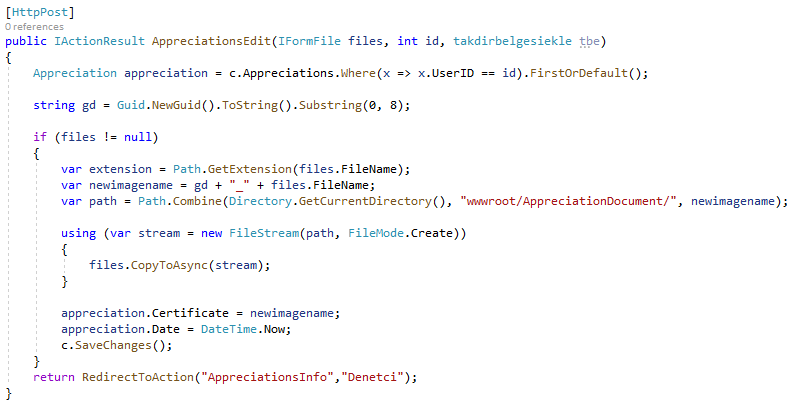 [HttpPost]
0 references
public IActionResult AppreciationsEdit(IFormFile files, int id, takdirbelgesiekle tbe)
{
Appreciation appreciation = c.Appreciations.Where(x => x.UserID == id).FirstOrDefault();
string gd = Guid.NewGuid().ToString().Substring(0, 8);
if (files != null)
{
var extension = Path.GetExtension(files.FileName);
var newimagename = gd + "_" + files.FileName;
var path = Path.Combine(Directory.GetCurrentDirectory(), "wwwroot/AppreciationDocument/", newimagename);
using (var stream = new FileStream(path, FileMode.Create))
{
files.CopyToAsync(stream);
}
appreciation.Certificate = newimagename;
appreciation.Date = DateTime.Now;
c.SaveChanges();
}
return RedirectToAction("AppreciationsInfo","Denetci");
}